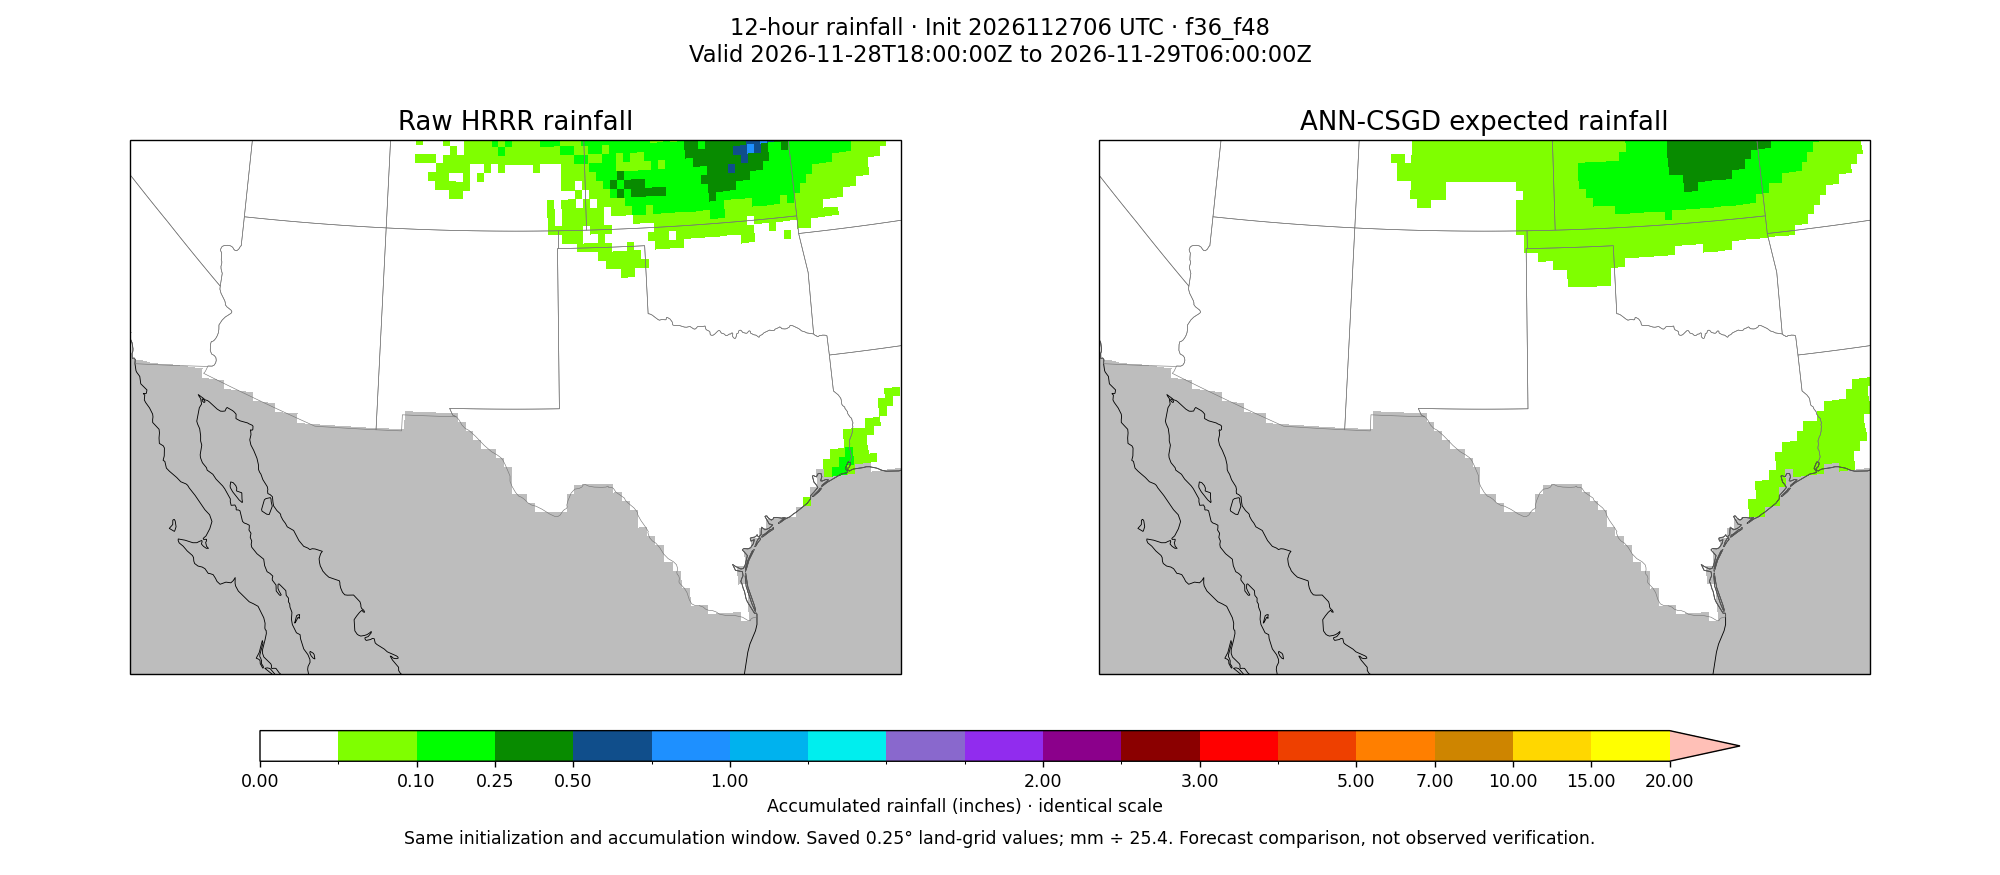 12-hour rainfall · Init 2026112706 UTC · f36_f48
Valid 2026-11-28T18:00:00Z to 2026-11-29T06:00:00Z
Raw HRRR rainfall
ANN-CSGD expected rainfall
0.00 0.10 0.25 0.50 1.00 2.00 3.00 5.00 7.00 10.00 15.00 20.00
Accumulated rainfall (inches) · identical scale
Same initialization and accumulation window. Saved 0.25° land-grid values; mm ÷ 25.4. Forecast comparison, not observed verification.